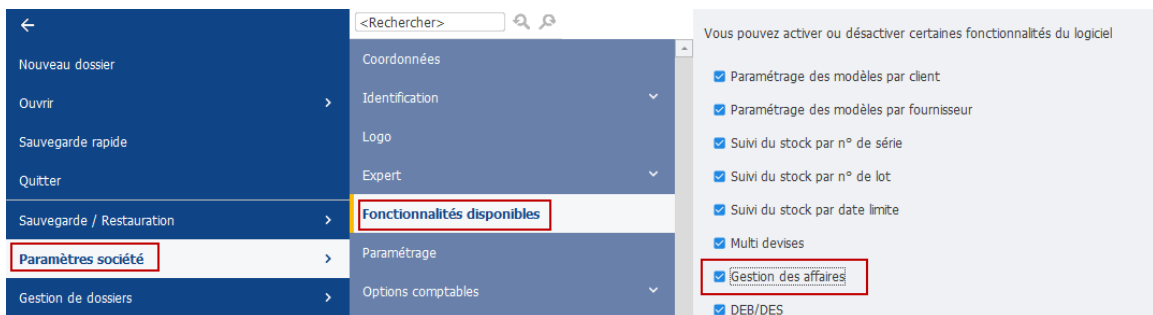 Nouveau dossier
Ouvrir
Sauvegarde rapide
Quitter
Sauvegarde / Restauration
Paramètres société
Gestion de dossiers
<Rechercher>
Coordonnées
Identification
Logo
Expert
Fonctionnalités disponibles
Paramétrage
Options comptables
Vous pouvez activer ou désactiver certaines fonctionnalités du logiciel
Paramétrage des modèles par client
Paramétrage des modèles par fournisseur
Suivi du stock par n° de série
Suivi du stock par n° de lot
Suivi du stock par date limite
Multi devises
Gestion des affaires
DEB/DES